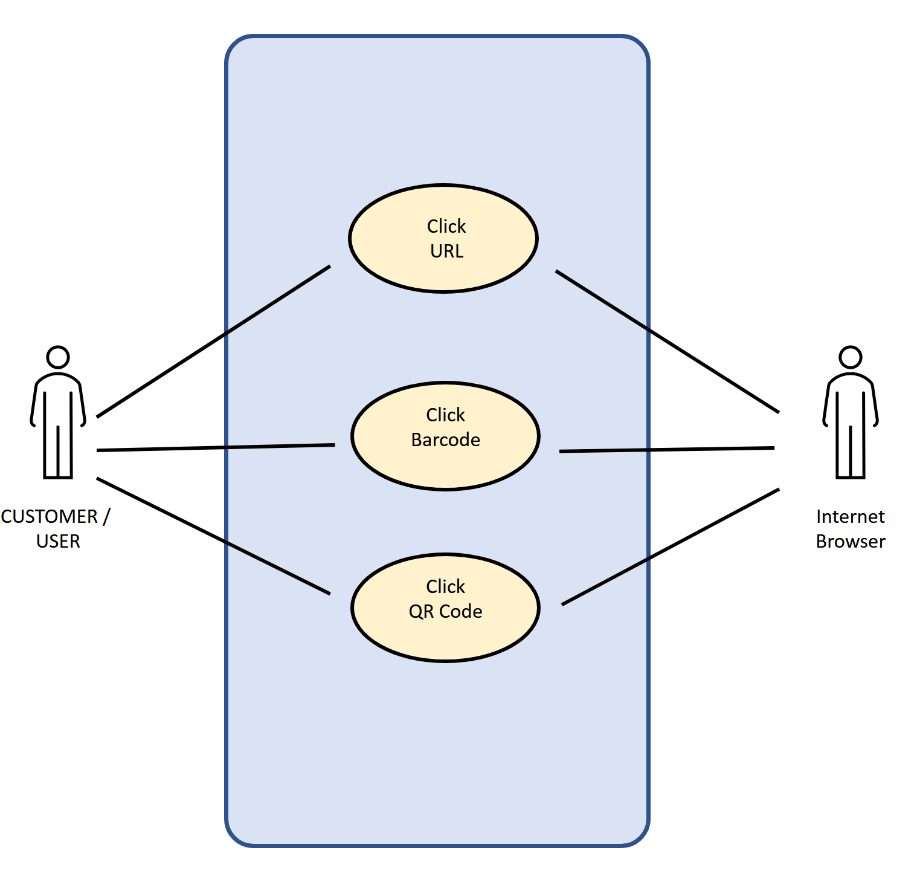 Click
URL
Click
Barcode
CUSTOMER /
USER
Internet
Browser
Click
QR Code